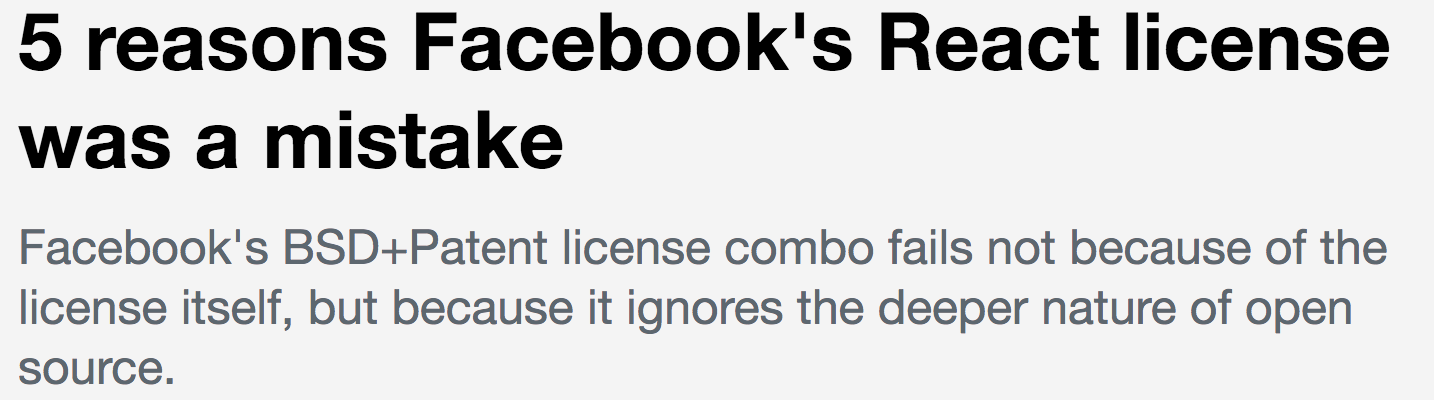 5 reasons Facebook's React license
was a mistake
Facebook's BSD+Patent license combo fails not because of the
license itself, but because it ignores the deeper nature of open
source.